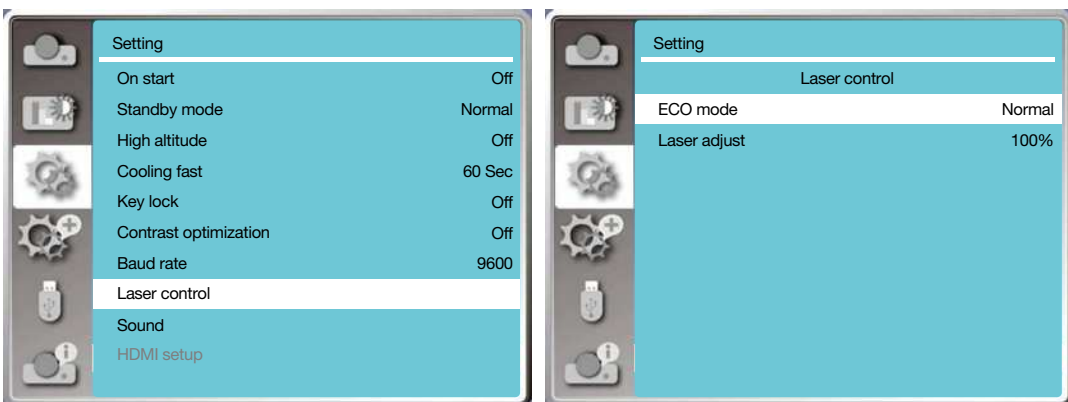 Setting
On start Off
Standby mode Normal
High altitude Off
Cooling fast 60 Sec
Key lock Off
Contrast optimization Off
Baud rate 9600
Laser control
Sound
HDMI setup
Setting
Laser control
ECO mode Normal
Laser adjust 100%